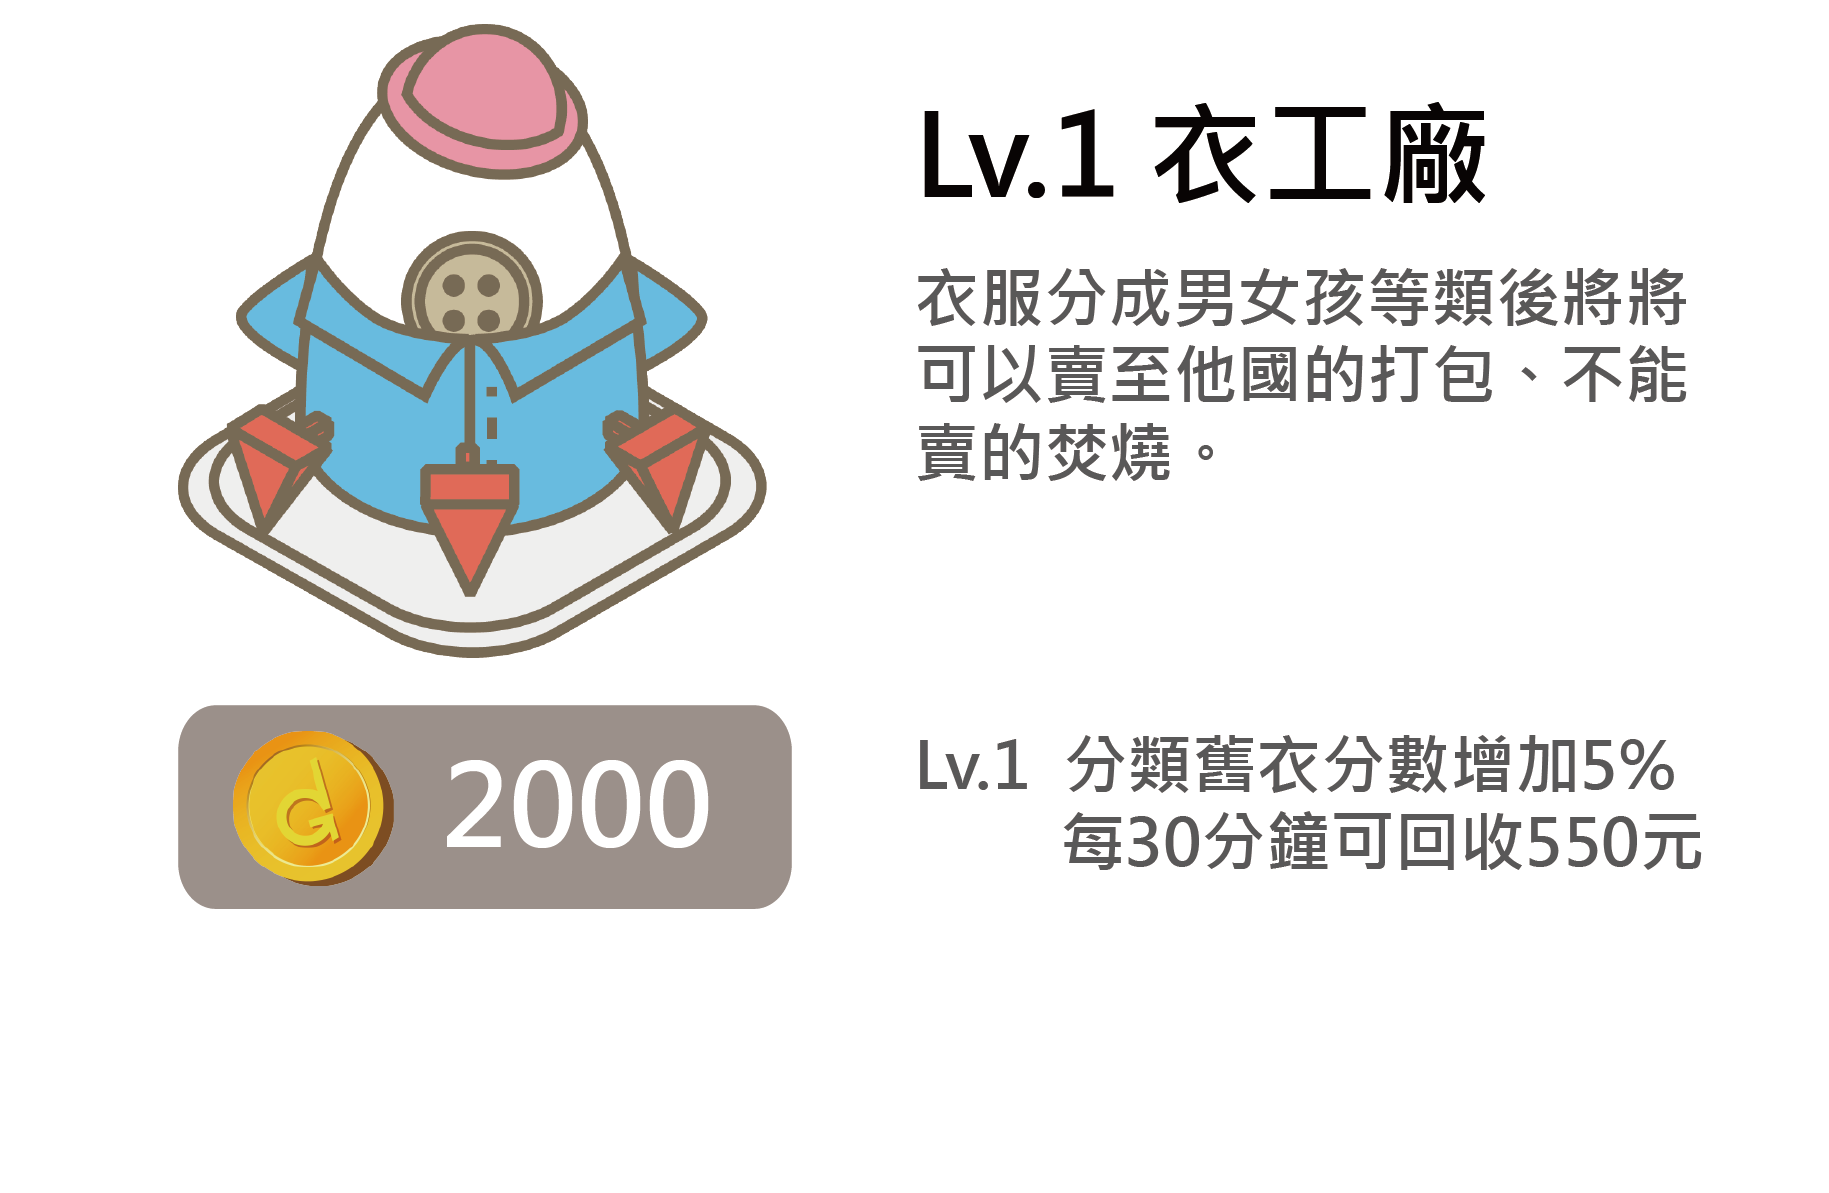 Lv.1 衣工廠
衣服分成男女孩等類後將將
可以賣至他國的打包、不能
賣的焚燒。
2000
Lv.1 分類舊衣分數增加5%
每30分鐘可回收550元